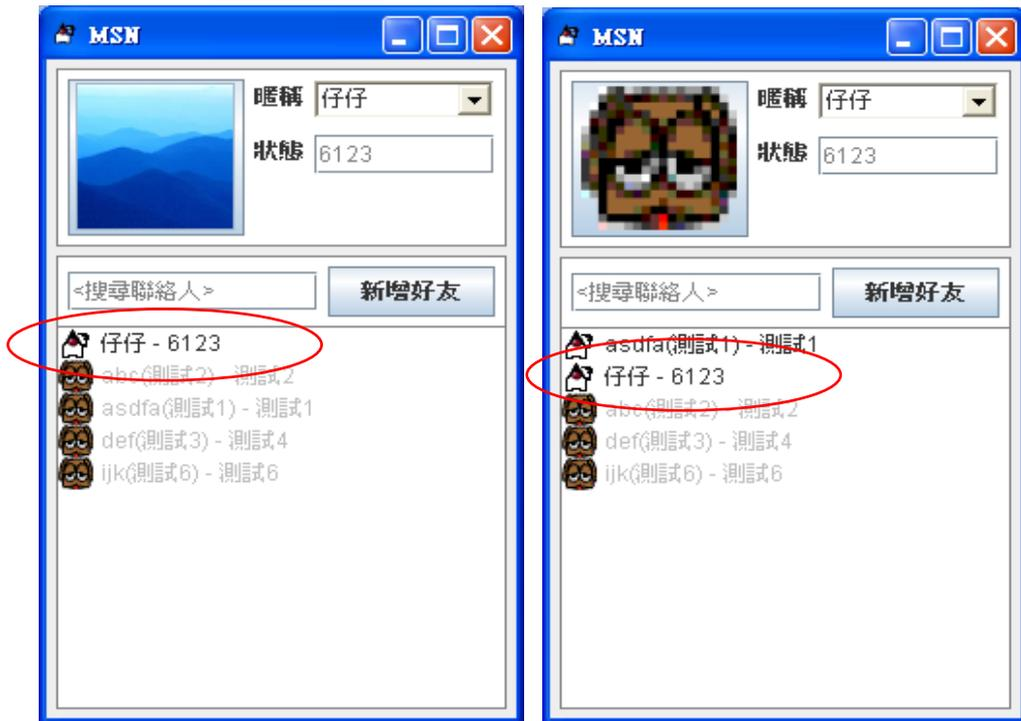 MSN
暱稱 仔仔
狀態 6123
<搜尋聯絡人> 新增好友
仔仔 - 6123
abc(測試2) - 測試2
asdfa(測試1) - 測試1
def(測試3) - 測試4
ijk(測試6) - 測試6
MSN
暱稱 仔仔
狀態 6123
<搜尋聯絡人> 新增好友
asdfa(測試1) - 測試1
仔仔 - 6123
abc(測試2) - 測試2
def(測試3) - 測試4
ijk(測試6) - 測試6